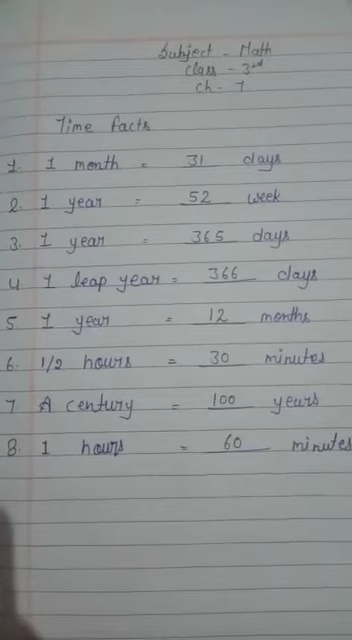 Subject - Math
Class - 3rd
Ch - 7
Time facts
1. 1 month = 31 days
2. 1 year = 52 week
3. 1 year = 365 days
4 1 leap year = 366 days
5. 1 year = 12 months
6. 1/2 hours = 30 minutes
7. A century = 100 years
8. 1 hours = 60 minutes